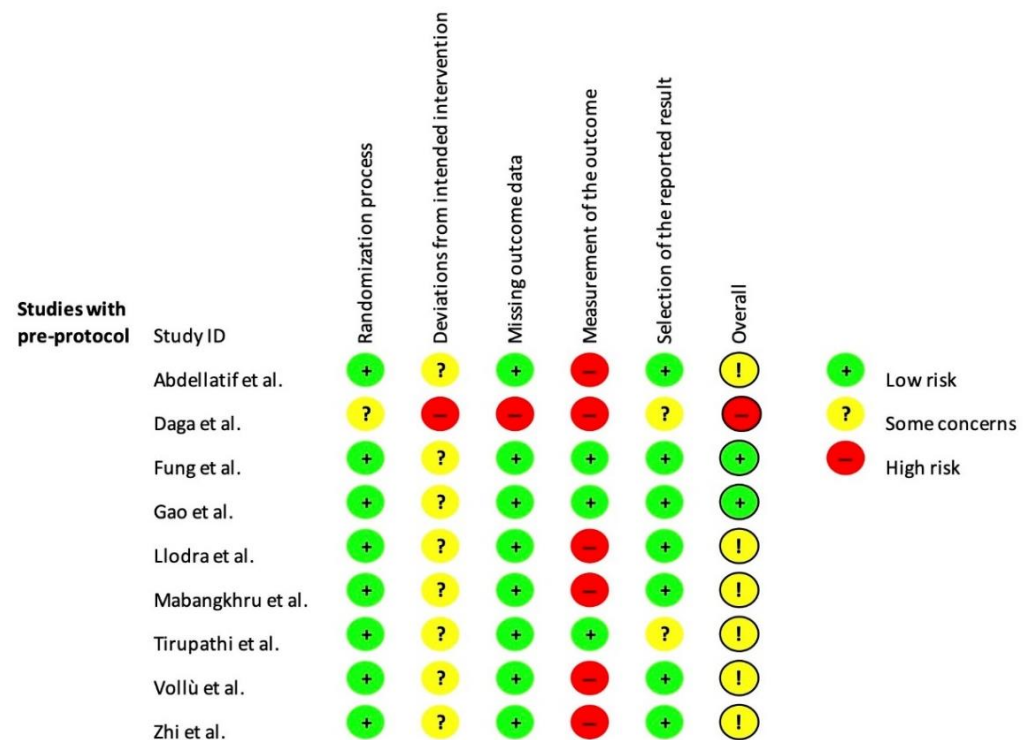 Randomization process
Deviations from intended intervention
Missing outcome data
Measurement of the outcome
Selection of the reported result
Overall
Studies with
pre-protocol Study ID
Abdellatif et al. + ? + − + !
Daga et al. ? − − − ? −
Fung et al. + ? + + + +
Gao et al. + ? + + + +
Llodra et al. + ? + − + !
Mabangkhru et al. + ? + − + !
Tirupathi et al. + ? + + ? !
Vollù et al. + ? + − + !
Zhi et al. + ? + − + !
+ Low risk
? Some concerns
− High risk